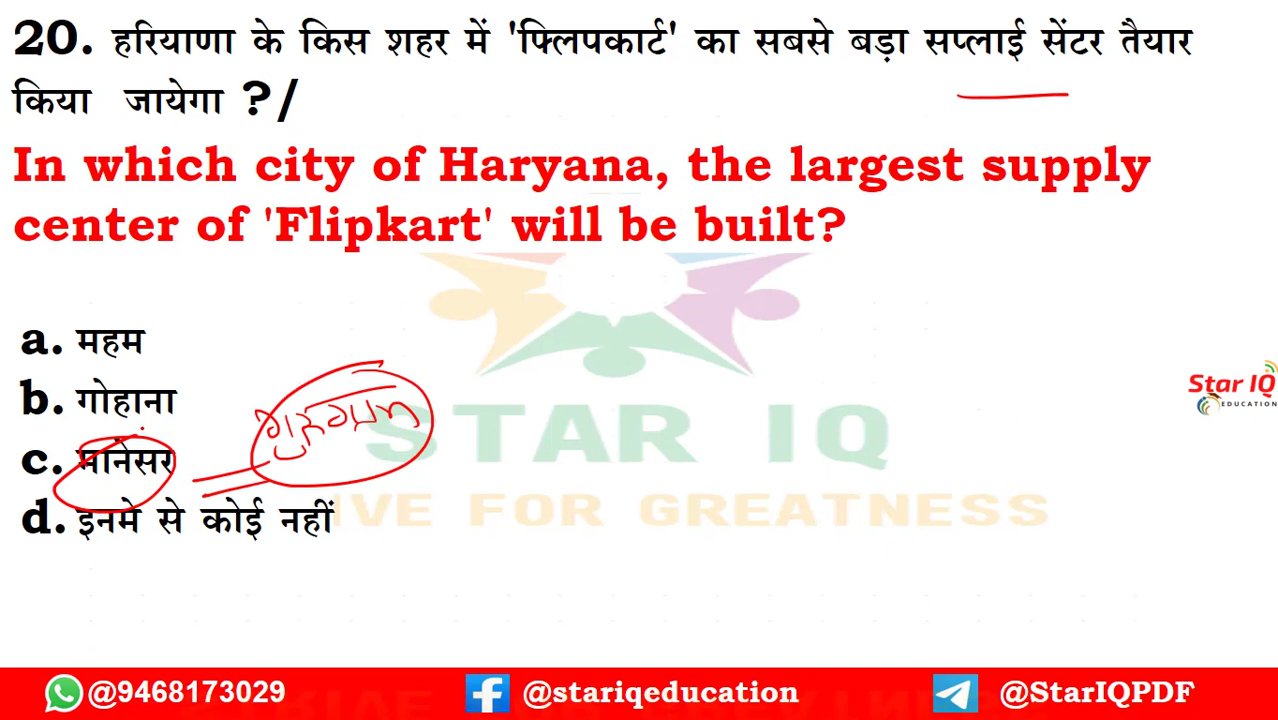 20. हरियाणा के किस शहर में 'फ्लिपकार्ट' का सबसे बड़ा सप्लाई सेंटर तैयार
किया जायेगा ?/
In which city of Haryana, the largest supply
center of 'Flipkart' will be built?
a. महम
b. गोहाना
c. मानेसर
गुड़गांव
d. इनमे से कोई नहीं
STAR IQ
LIVE FOR GREATNESS
Star IQ
EDUCATION
@9468173029 @stariqeducation @StarIQPDF